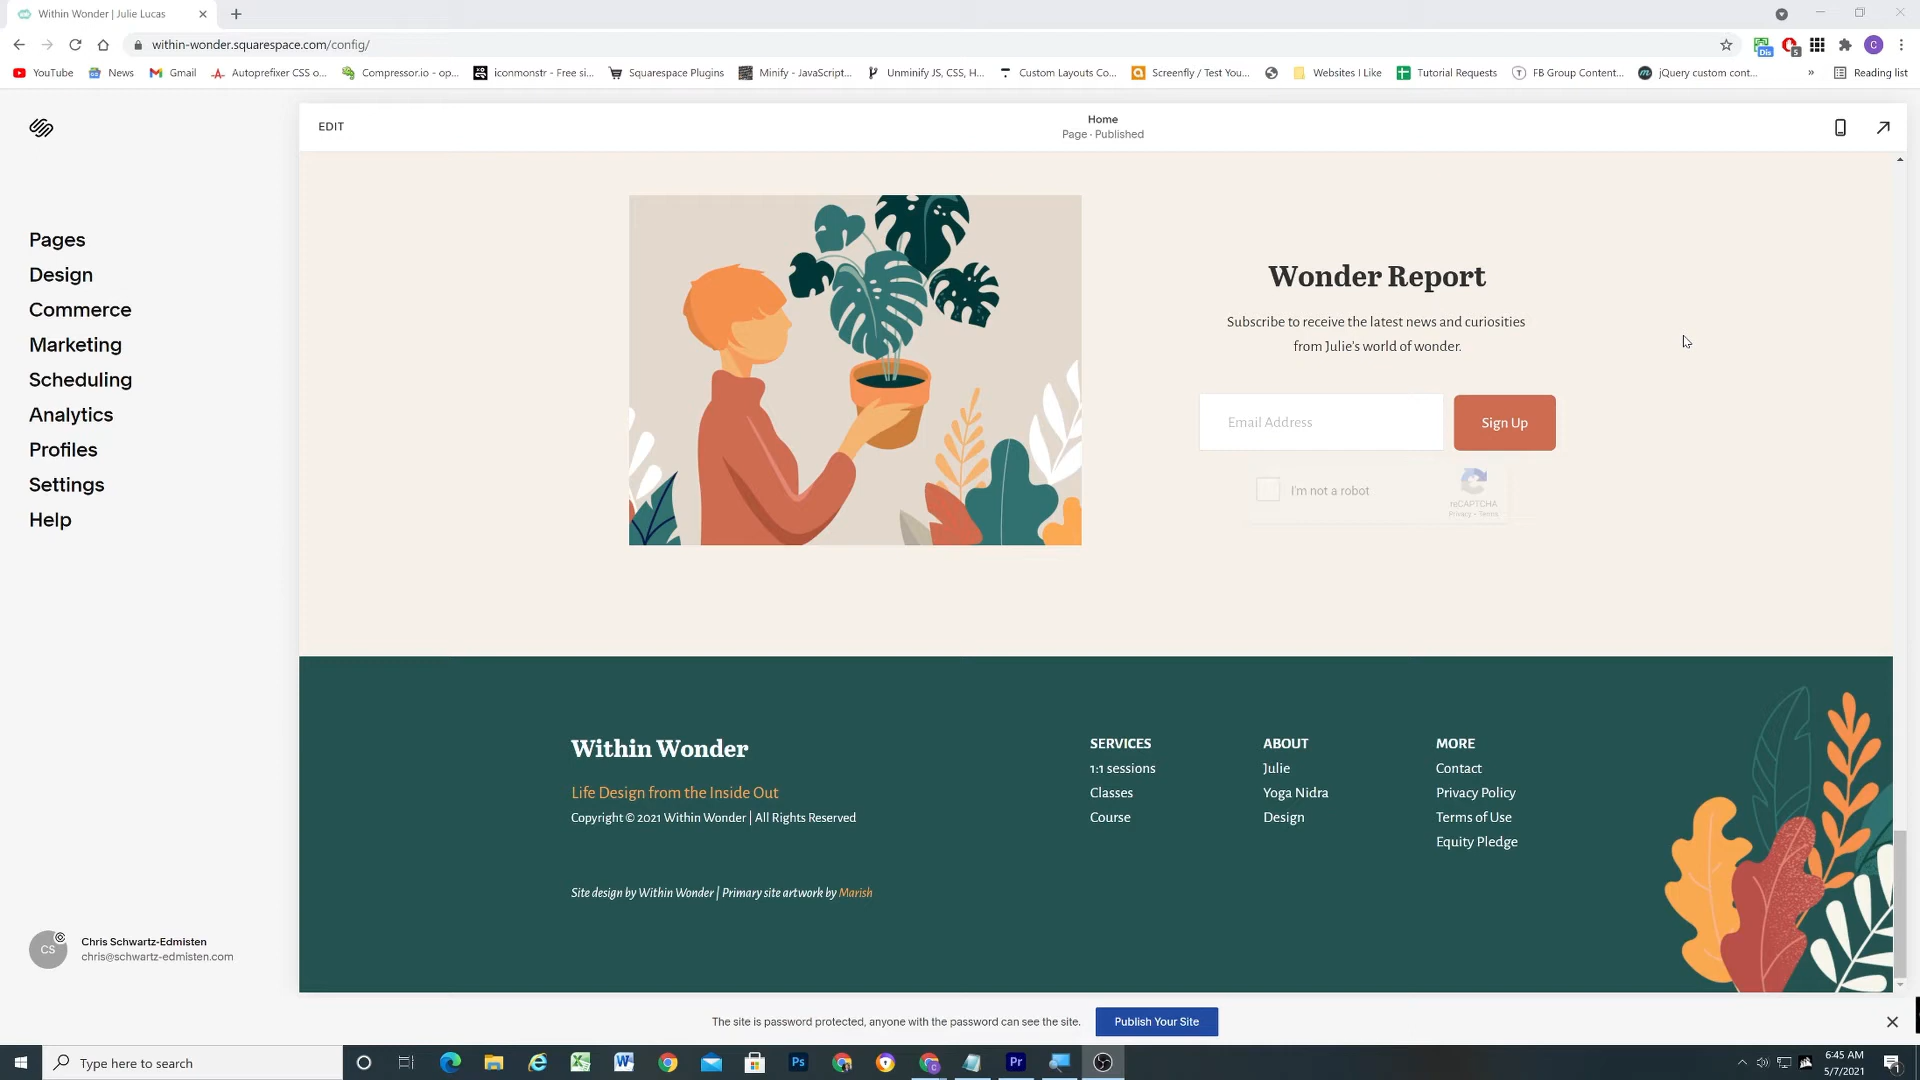 Within Wonder | Julie Lucas
within-wonder.squarespace.com/config/
YouTube
News
Gmail
Autoprefixer CSS o...
Compressor.io - op...
iconmonstr - Free si...
Squarespace Plugins
Minify - JavaScript...
Unminify JS, CSS, H...
Custom Layouts Co...
Screenfly / Test You...
Websites I Like
Tutorial Requests
FB Group Content...
jQuery custom cont...
»
Reading list
EDIT
Home
Page · Published
Pages
Design
Commerce
Marketing
Scheduling
Analytics
Profiles
Settings
Help
Wonder Report
Subscribe to receive the latest news and curiosities
from Julie's world of wonder.
Email Address
Sign Up
I'm not a robot
reCAPTCHA
Privacy - Terms
Within Wonder
Life Design from the Inside Out
Copyright © 2021 Within Wonder | All Rights Reserved
Site design by Within Wonder | Primary site artwork by Marish
SERVICES
1:1 sessions
Classes
Course
ABOUT
Julie
Yoga Nidra
Design
MORE
Contact
Privacy Policy
Terms of Use
Equity Pledge
CS
Chris Schwartz-Edmisten
chris@schwartz-edmisten.com
The site is password protected, anyone with the password can see the site.
Publish Your Site
Type here to search
6:45 AM
5/7/2021